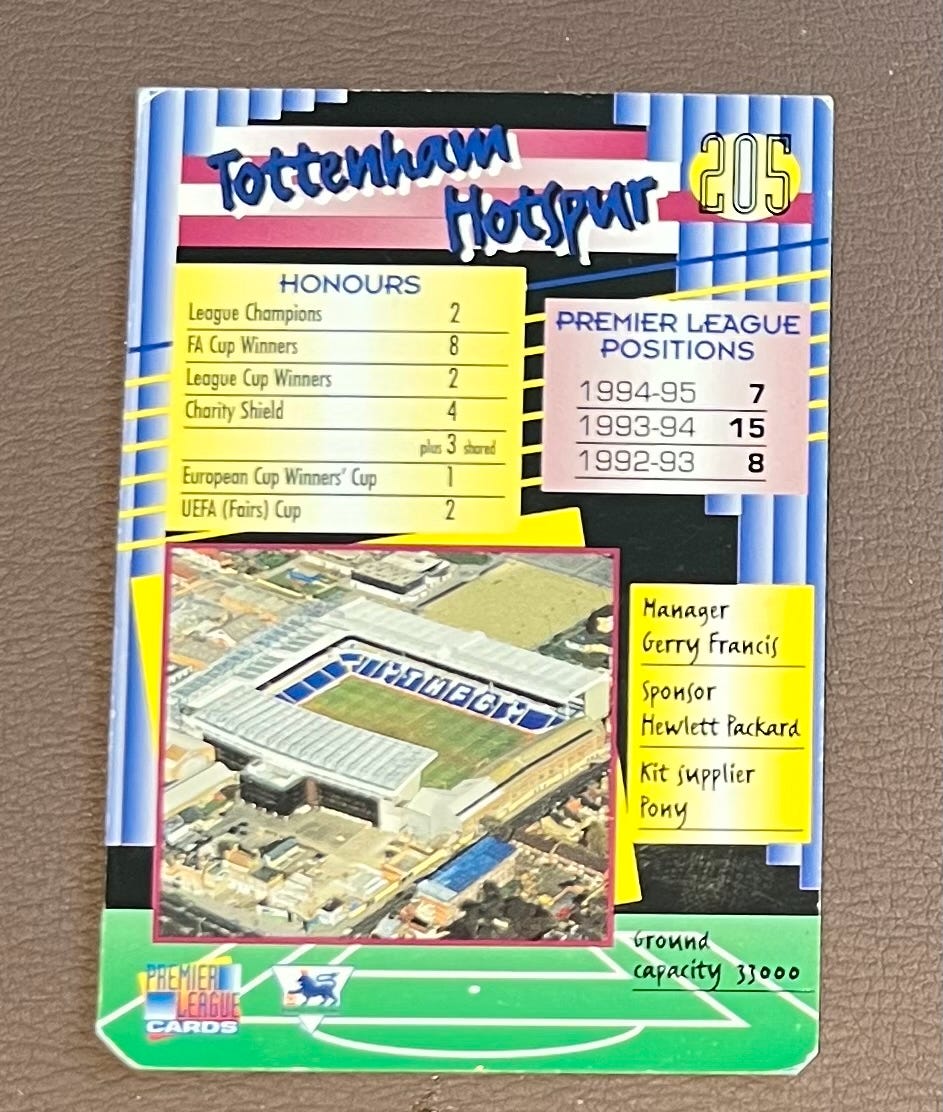 Tottenham
Hotspur
205
HONOURS
League Champions 2
FA Cup Winners 8
League Cup Winners 2
Charity Shield 4
plus 3 shared
European Cup Winners' Cup 1
UEFA (Fairs) Cup 2
PREMIER LEAGUE
POSITIONS
1994-95 7
1993-94 15
1992-93 8
THFC
Manager
Gerry Francis
Sponsor
Hewlett Packard
Kit supplier
Pony
Ground
capacity 33000
PREMIER
LEAGUE
CARDS